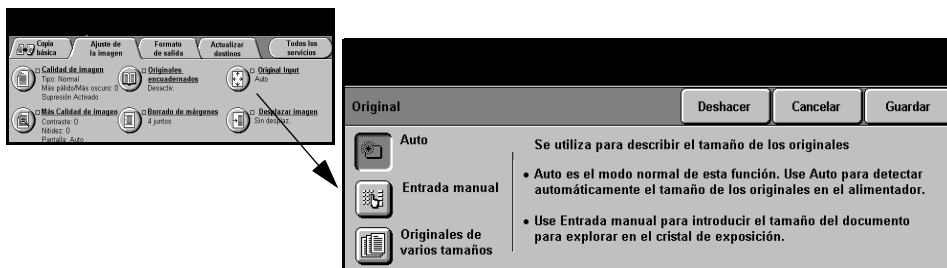 Copia básica
Ajuste de la imagen
Formato de salida
Actualizar destinos
Todos los servicios
Calidad de imagen
Tipo: Normal
Más pálido/Más oscuro: 0
Supresión Activado
Originales encuadernados
Desactiv.
Original Input
Auto
Más Calidad de imagen
Contraste: 0
Nitidez: 0
Pantalla: Auto
Borrado de márgenes
4 juntos
Desplazar imagen
Sin desplaz.
Original
Deshacer
Cancelar
Guardar
Auto
Entrada manual
Originales de
varios tamaños
Se utiliza para describir el tamaño de los originales
• Auto es el modo normal de esta función. Use Auto para detectar
automáticamente el tamaño de los originales en el alimentador.
• Use Entrada manual para introducir el tamaño del documento
para explorar en el cristal de exposición.